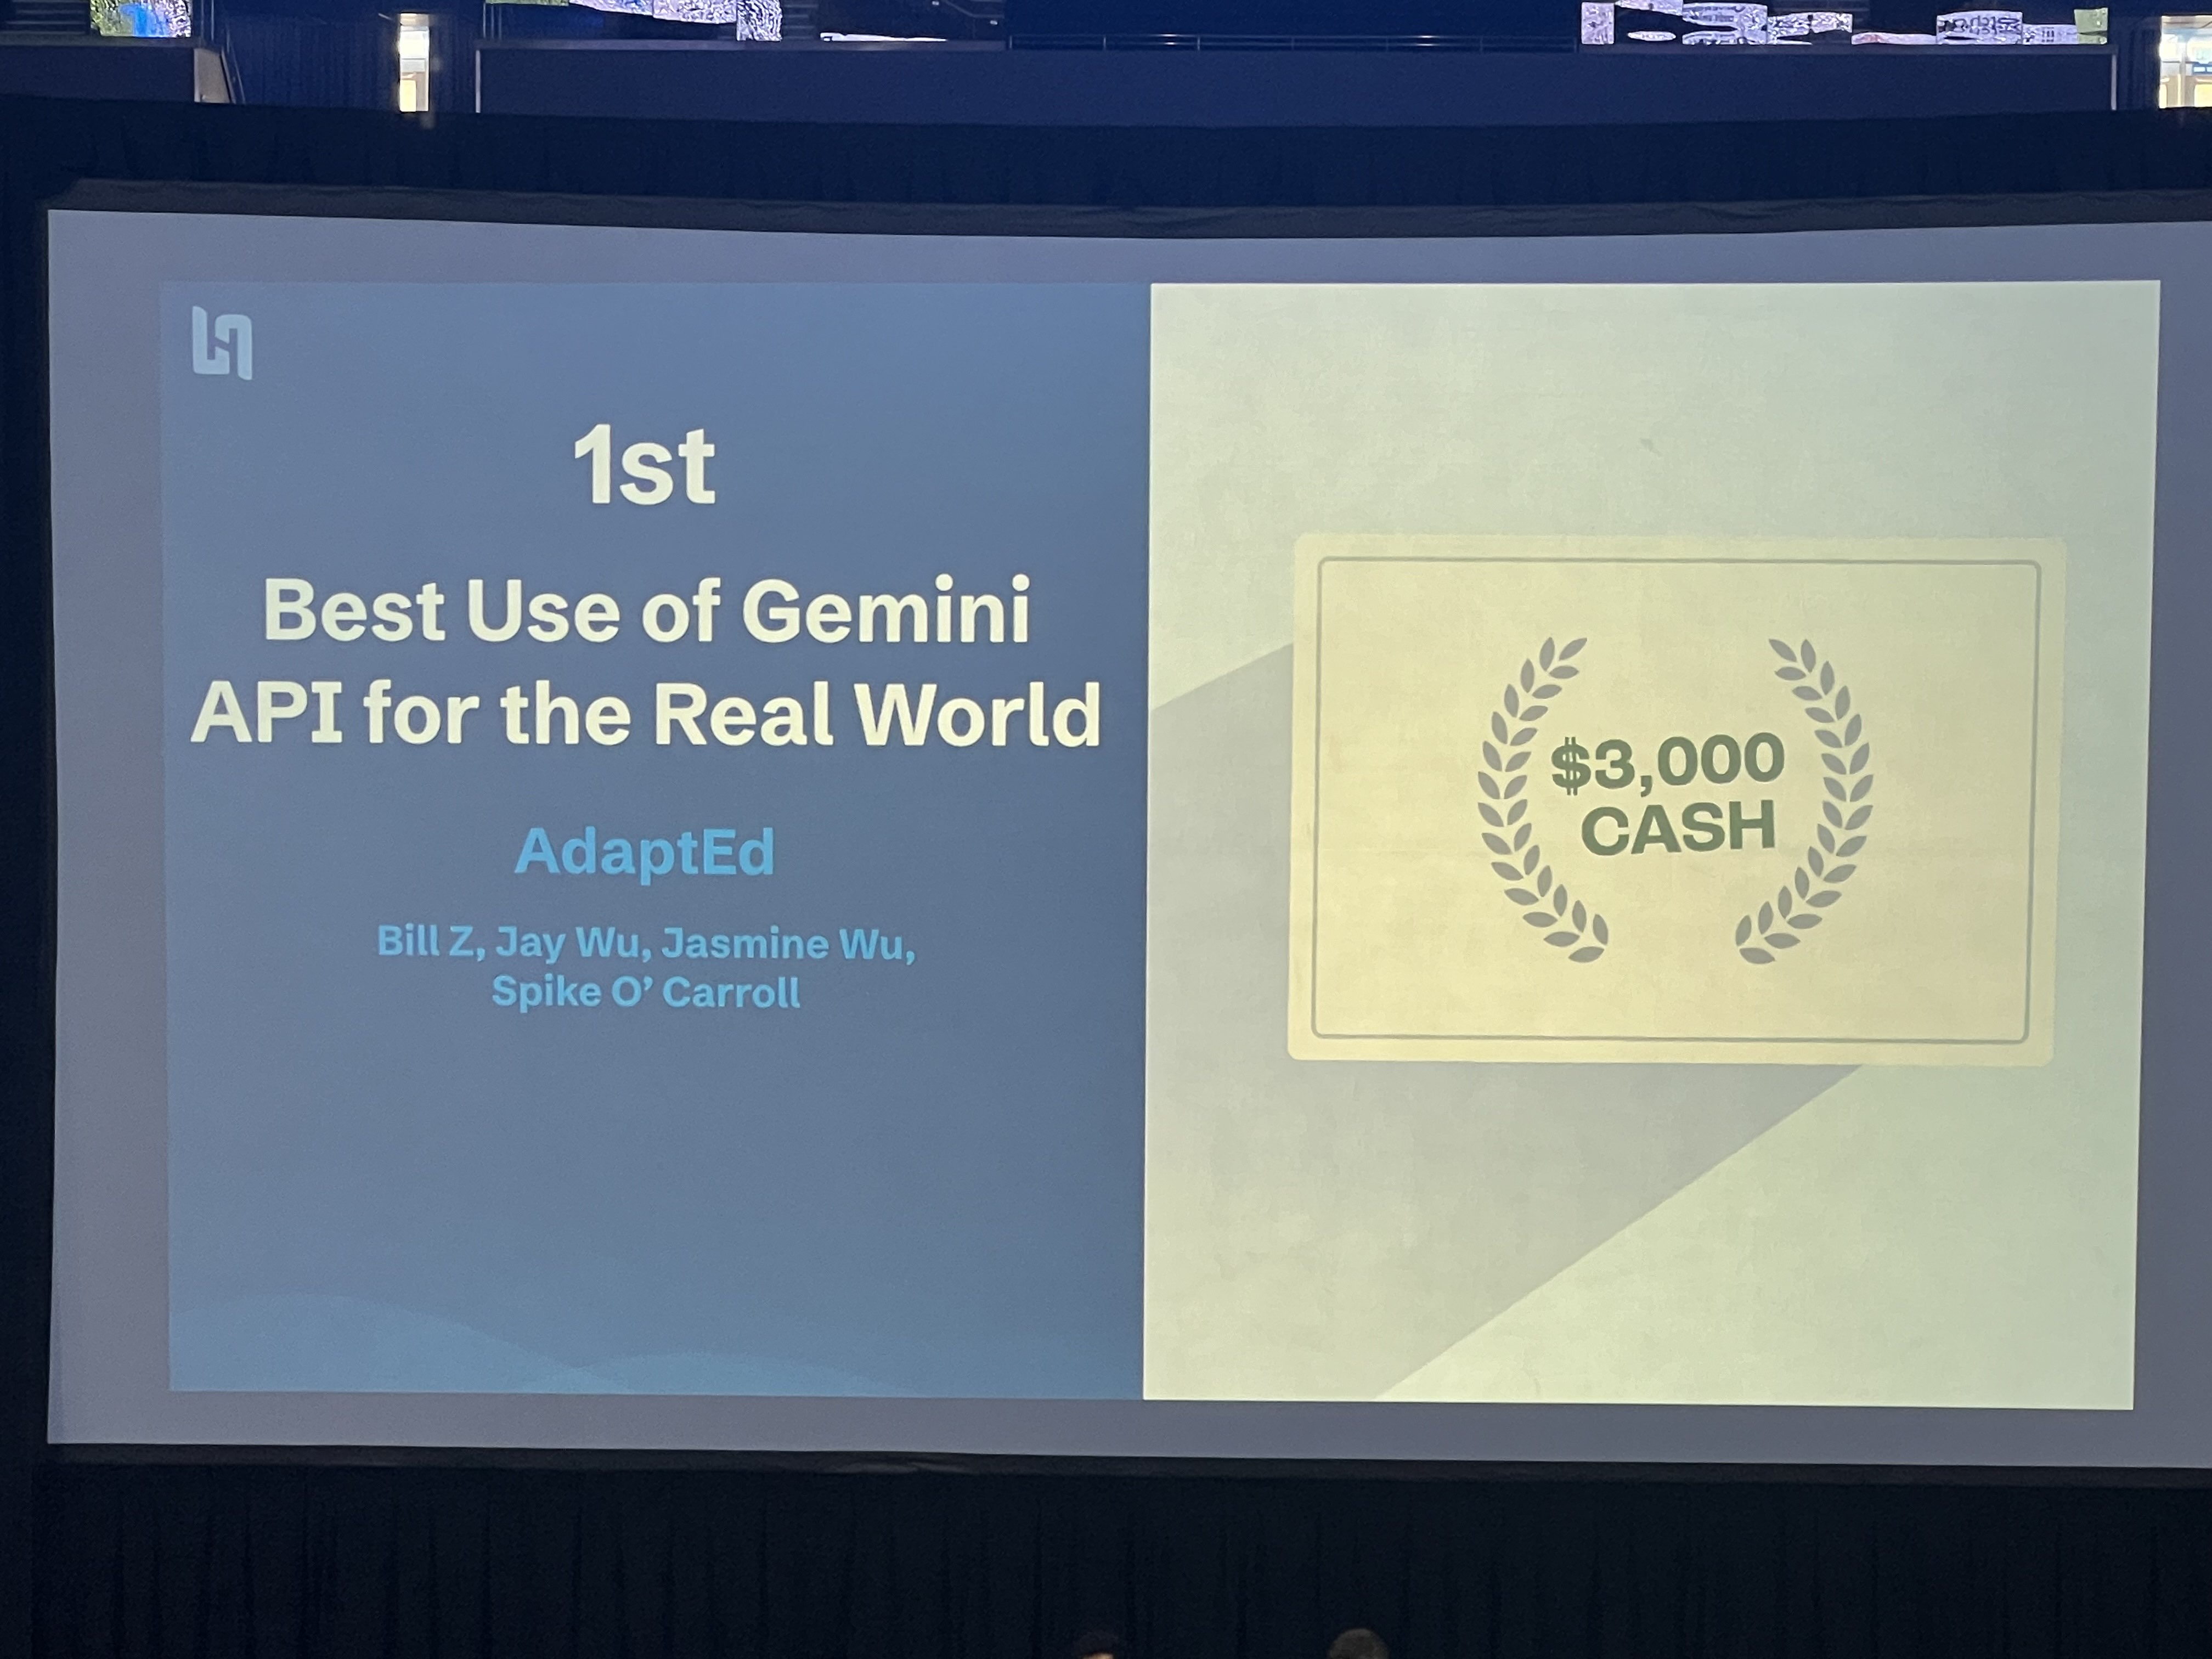 1st
Best Use of Gemini
API for the Real World
AdaptEd
Bill Z, Jay Wu, Jasmine Wu,
Spike O’ Carroll
$3,000
CASH